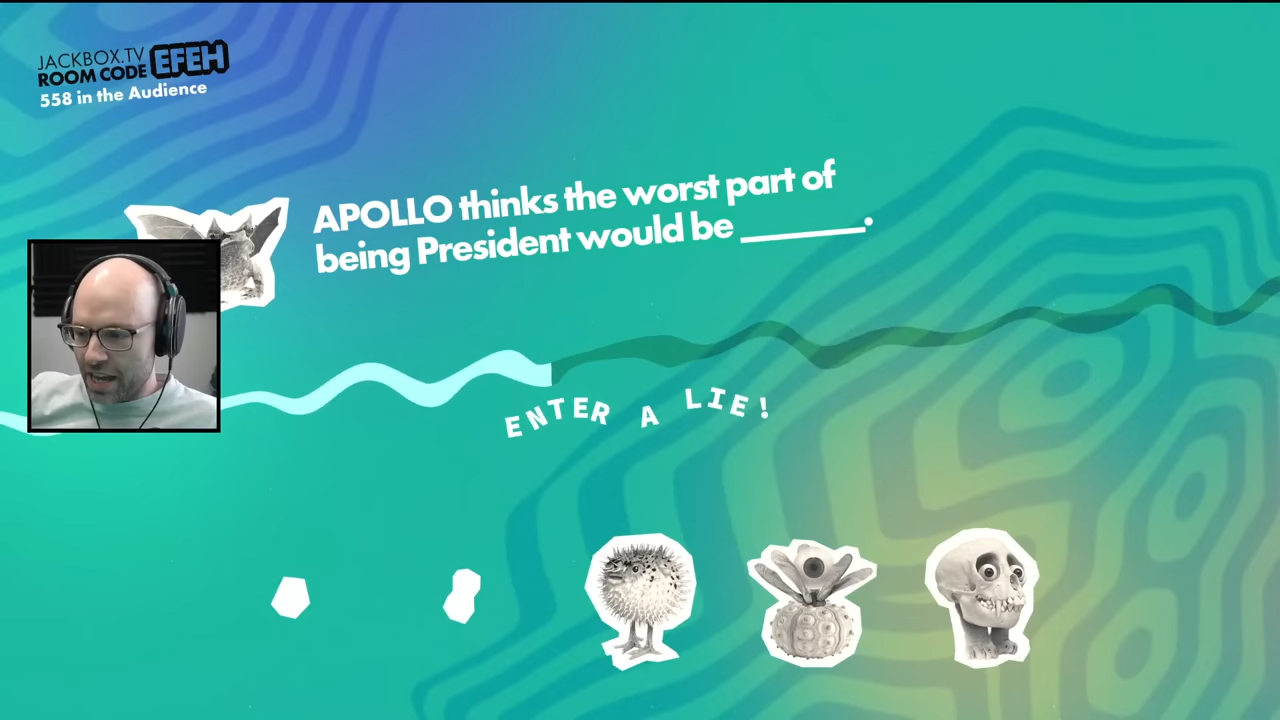 JACKBOX.TV
ROOM CODE EFEH
558 in the Audience
APOLLO thinks the worst part of
being President would be ______.
ENTER A LIE!